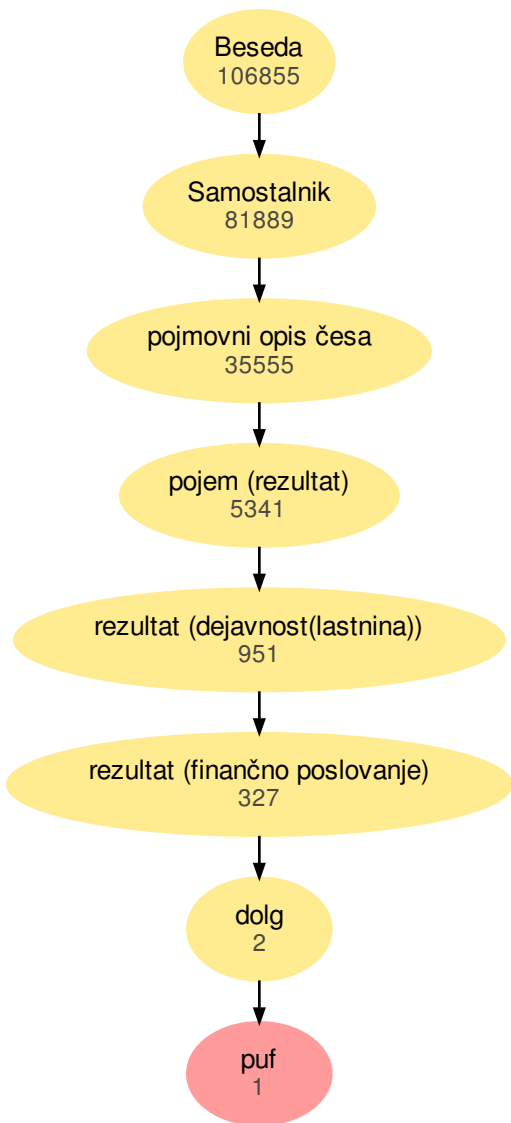 Beseda
106855
Samostalnik
81889
pojmovni opis česa
35555
pojem (rezultat)
5341
rezultat (dejavnost(lastnina))
951
rezultat (finančno poslovanje)
327
dolg
2
puf
1